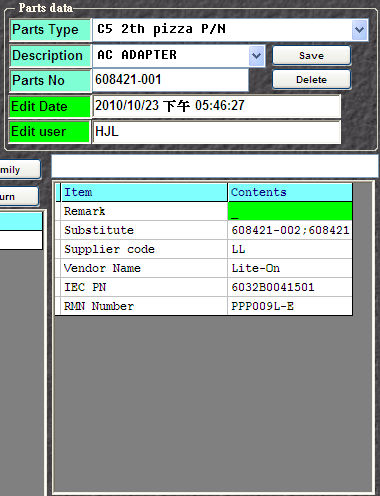 Parts data
Parts Type C5 2th pizza P/N
Description AC ADAPTER Save
Parts No 608421-001 Delete
Edit Date 2010/10/23 下午 05:46:27
Edit user HJL
mily
urn
Item Contents
Remark _
Substitute 608421-002;608421
Supplier code LL
Vendor Name Lite-On
IEC PN 6032B0041501
RMN Number PPP009L-E